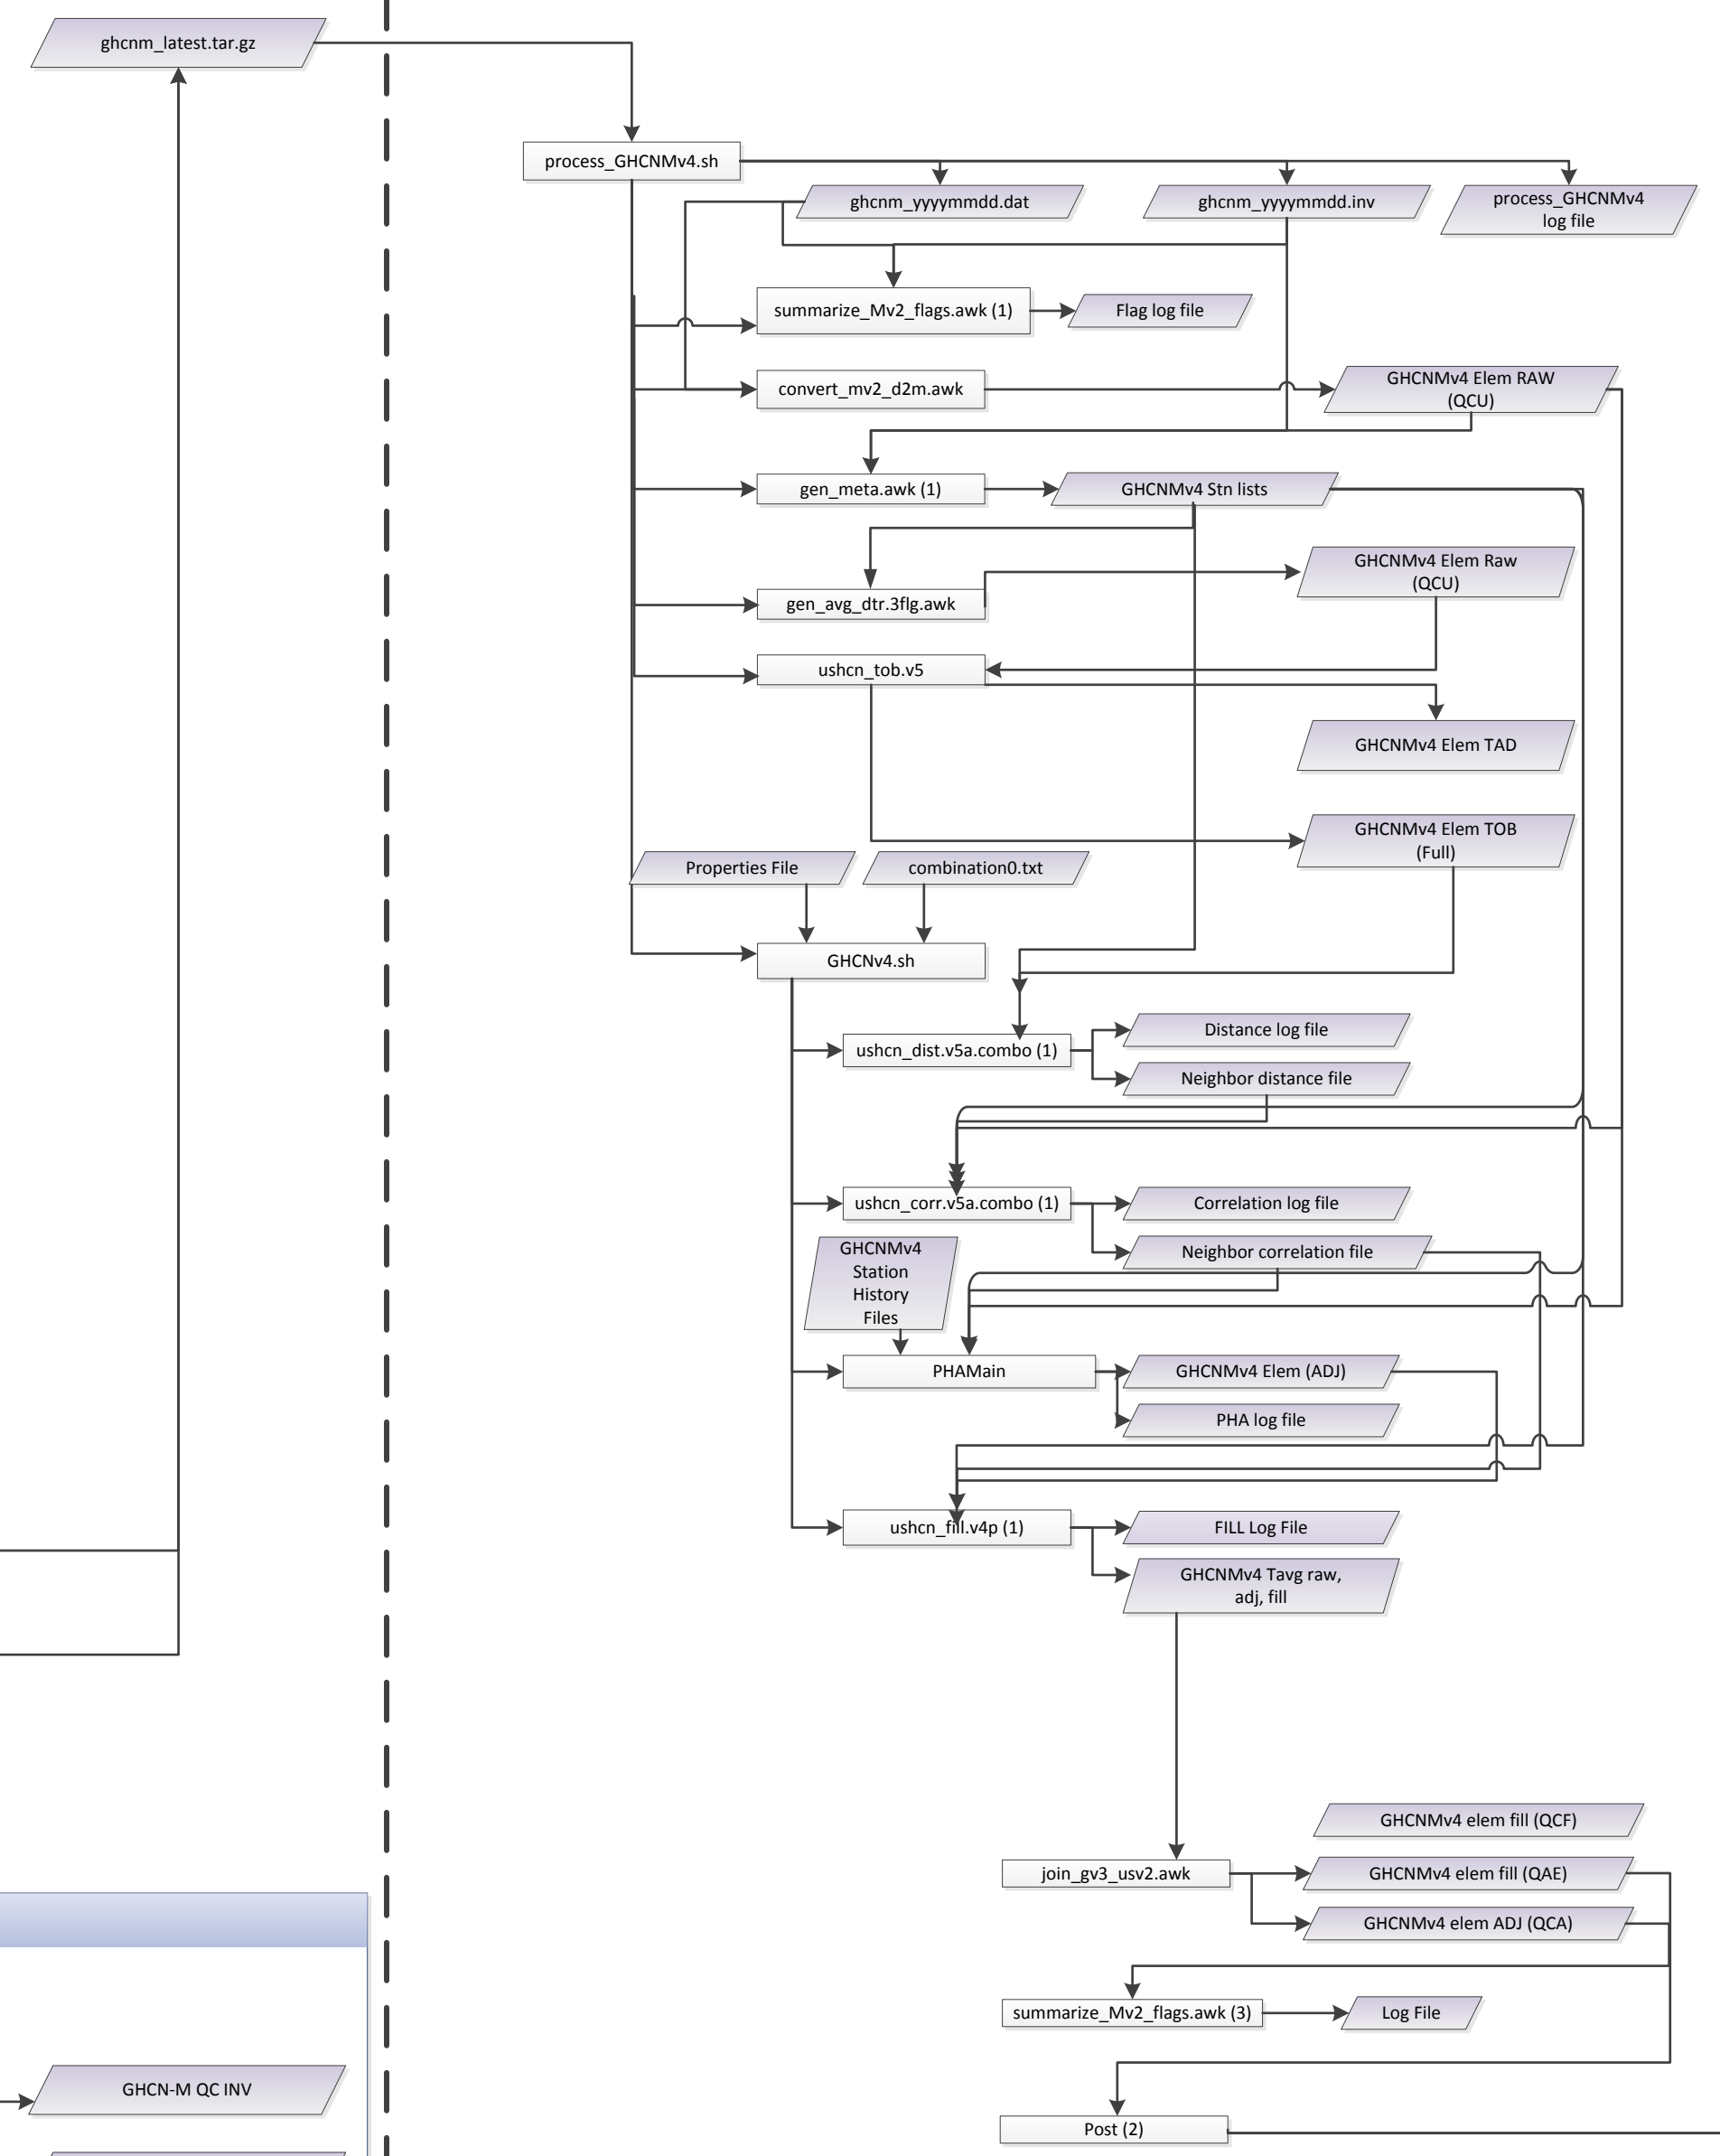 ghcnm_latest.tar.gz
process_GHCNMv4.sh
ghcnm_yyyymmdd.dat
ghcnm_yyyymmdd.inv
process_GHCNMv4
log file
summarize_Mv2_flags.awk (1)
Flag log file
convert_mv2_d2m.awk
GHCNMv4 Elem RAW
(QCU)
gen_meta.awk (1)
GHCNMv4 Stn lists
GHCNMv4 Elem Raw
(QCU)
gen_avg_dtr.3flg.awk
ushcn_tob.v5
GHCNMv4 Elem TAD
GHCNMv4 Elem TOB
(Full)
Properties File
combination0.txt
GHCNv4.sh
Distance log file
ushcn_dist.v5a.combo (1)
Neighbor distance file
ushcn_corr.v5a.combo (1)
Correlation log file
Neighbor correlation file
GHCNMv4
Station
History
Files
PHAMain
GHCNMv4 Elem (ADJ)
PHA log file
ushcn_fill.v4p (1)
FILL Log File
GHCNMv4 Tavg raw,
adj, fill
GHCNMv4 elem fill (QCF)
join_gv3_usv2.awk
GHCNMv4 elem fill (QAE)
GHCNMv4 elem ADJ (QCA)
summarize_Mv2_flags.awk (3)
Log File
GHCN-M QC INV
Post (2)